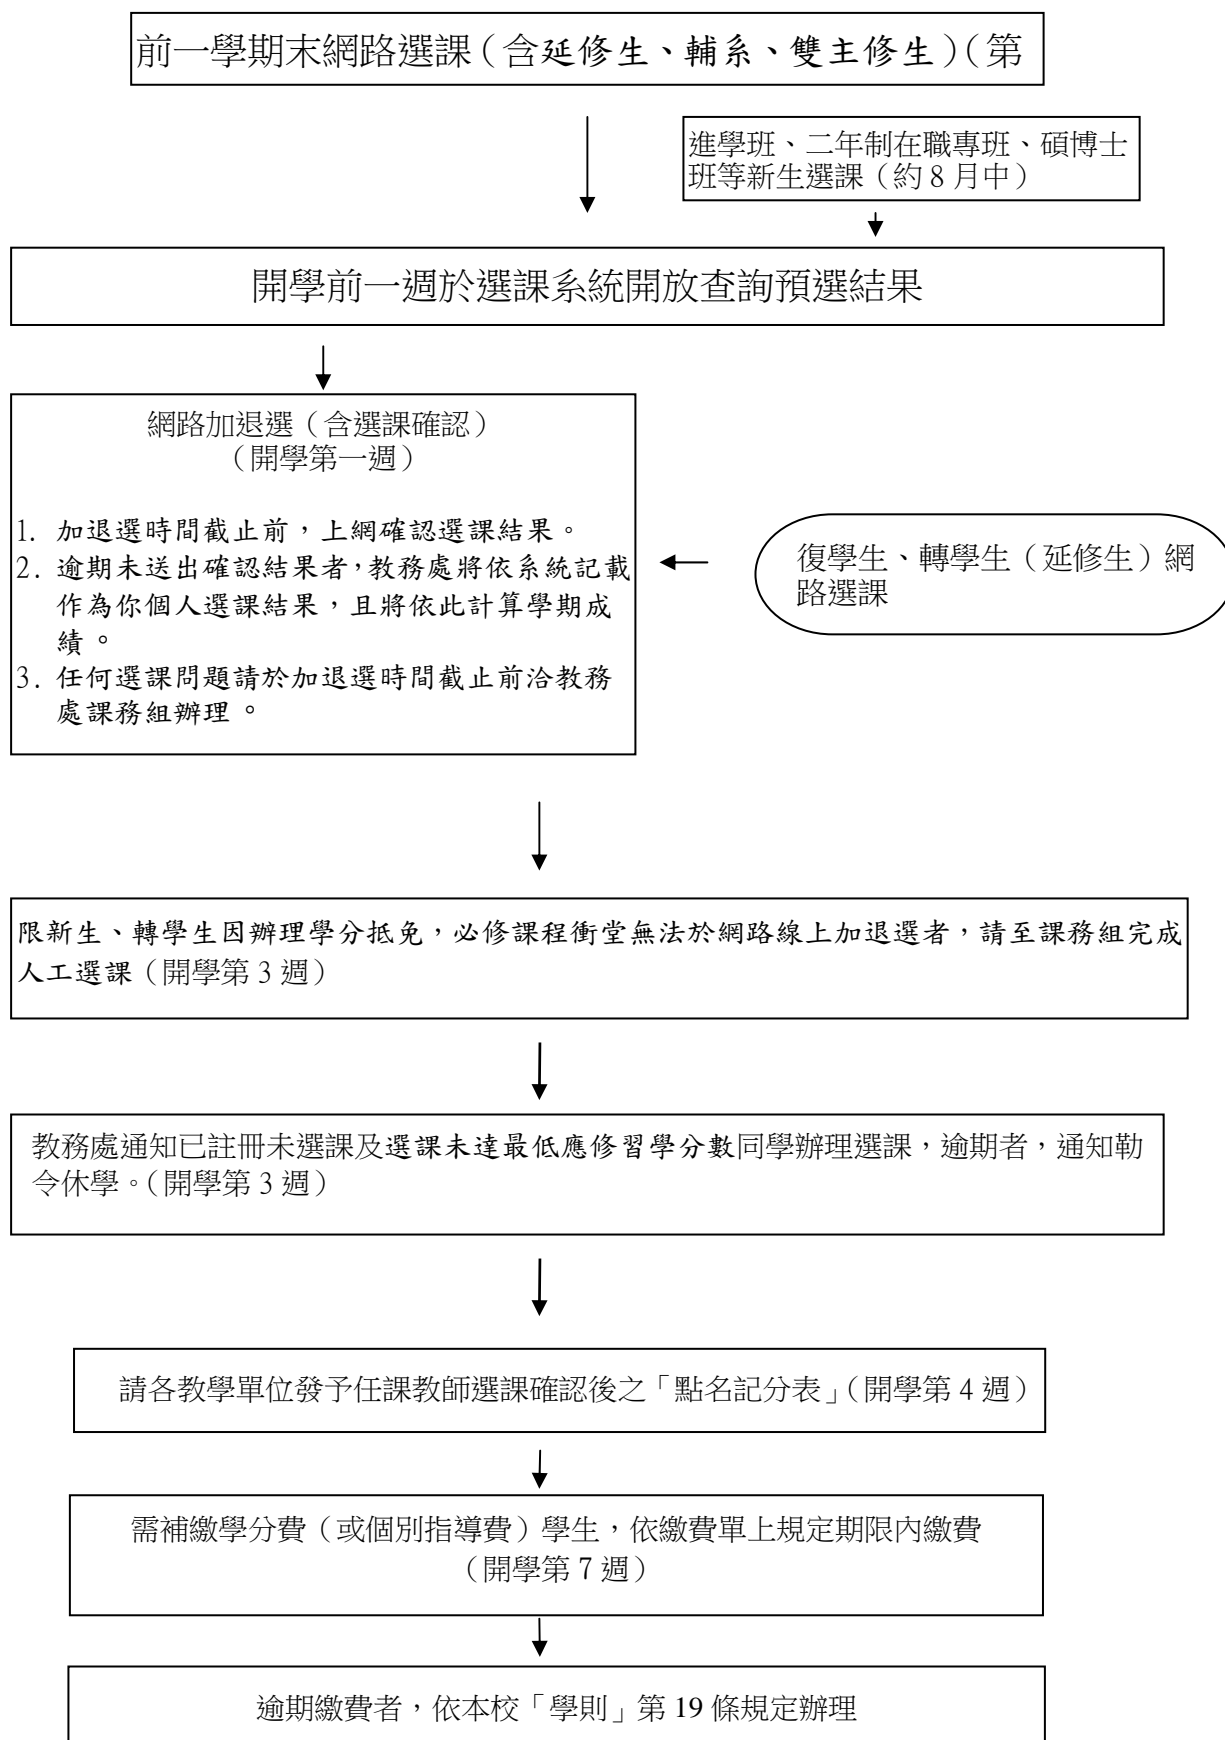 前一學期末網路選課（含延修生、輔系、雙主修生）（第
進學班、二年制在職專班、碩博士
班等新生選課（約 8 月中）
開學前一週於選課系統開放查詢預選結果
網路加退選（含選課確認）
（開學第一週）
1. 加退選時間截止前，上網確認選課結果。
2. 逾期未送出確認結果者，教務處將依系統記載
作為你個人選課結果，且將依此計算學期成
績。
3. 任何選課問題請於加退選時間截止前洽教務
處課務組辦理。
復學生、轉學生（延修生）網
路選課
限新生、轉學生因辦理學分抵免，必修課程衝堂無法於網路線上加退選者，請至課務組完成
人工選課（開學第 3 週）
教務處通知已註冊未選課及選課未達最低應修習學分數同學辦理選課，逾期者，通知勒
令休學。（開學第 3 週）
請各教學單位發予任課教師選課確認後之「點名記分表」（開學第 4 週）
需補繳學分費（或個別指導費）學生，依繳費單上規定期限內繳費
（開學第 7 週）
逾期繳費者，依本校「學則」第 19 條規定辦理